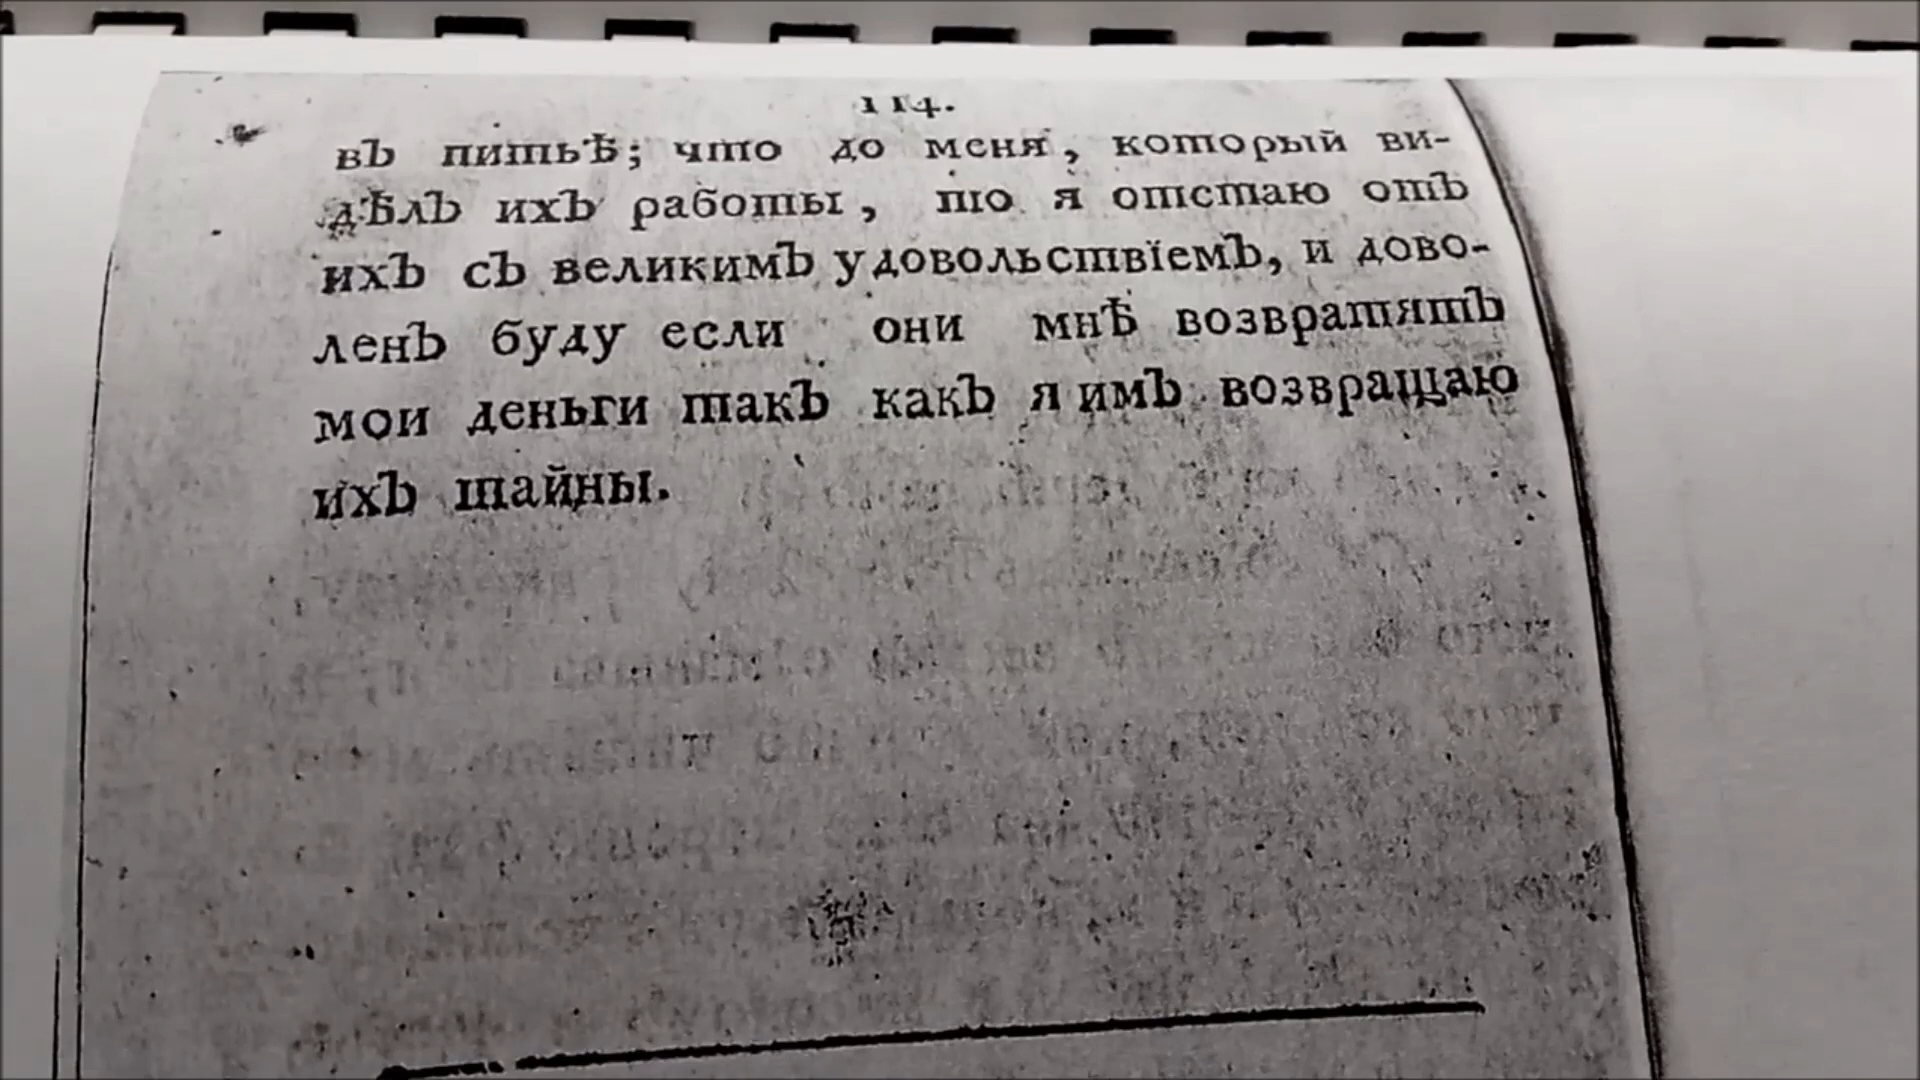 114.
въ питьѣ; что до меня, который ви-
дѣлъ ихъ работы, то я отстаю отъ
ихъ съ великимъ удовольствїемъ, и дово-
ленъ буду если они мнѣ возвратятъ
мои деньги такъ какъ я имъ возвращаю
ихъ тайны.